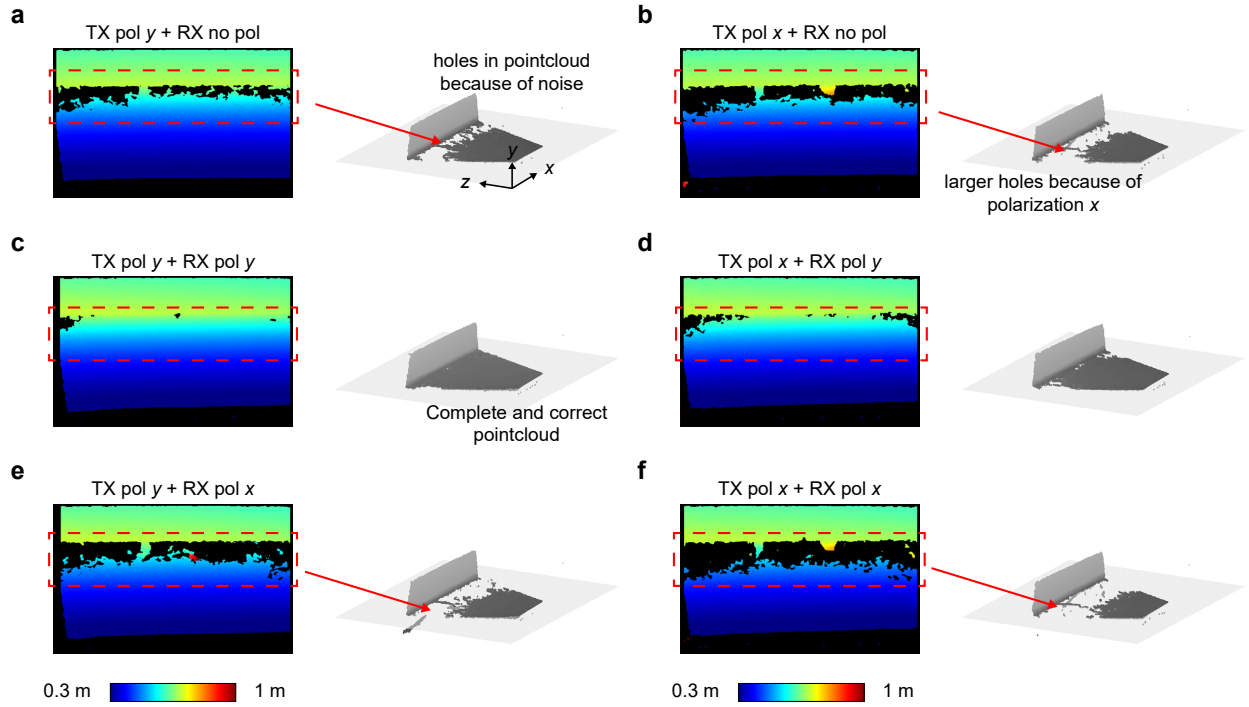 a
TX pol y + RX no pol
holes in pointcloud
because of noise
y
x
z
b
TX pol x + RX no pol
larger holes because of
polarization x
c
TX pol y + RX pol y
Complete and correct
pointcloud
d
TX pol x + RX pol y
e
TX pol y + RX pol x
0.3 m
1 m
f
TX pol x + RX pol x
0.3 m
1 m